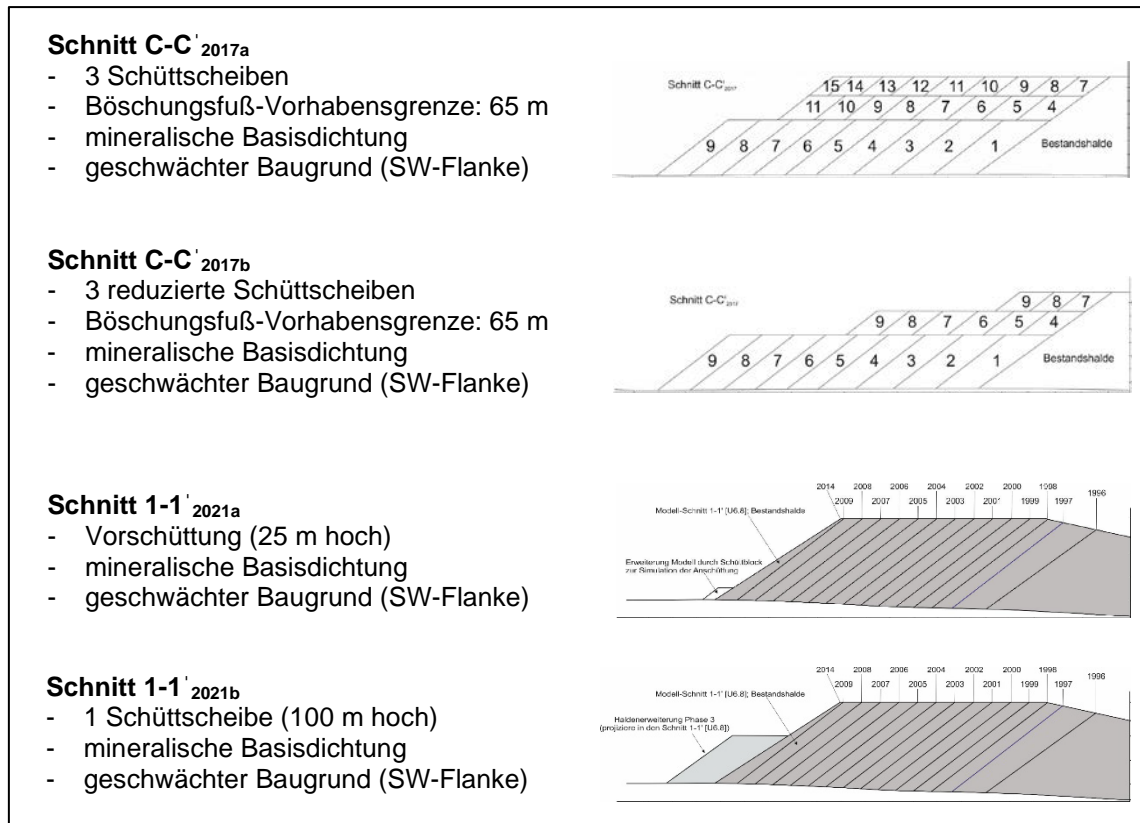 Schnitt C-C'2017a
- 3 Schüttscheiben
- Böschungsfuß-Vorhabensgrenze: 65 m
- mineralische Basisdichtung
- geschwächter Baugrund (SW-Flanke)
Schnitt C-C'2017
15 14 13 12 11 10 9 8 7
11 10 9 8 7 6 5 4
9 8 7 6 5 4 3 2 1 Bestandshalde
Schnitt C-C'2017b
- 3 reduzierte Schüttscheiben
- Böschungsfuß-Vorhabensgrenze: 65 m
- mineralische Basisdichtung
- geschwächter Baugrund (SW-Flanke)
Schnitt C-C'2017
9 8 7
9 8 7 6 5 4
9 8 7 6 5 4 3 2 1 Bestandshalde
Schnitt 1-1'2021a
- Vorschüttung (25 m hoch)
- mineralische Basisdichtung
- geschwächter Baugrund (SW-Flanke)
2014 2008 2006 2004 2002 2000 1998 1996
2009 2007 2005 2003 2001 1999 1997
Modell-Schnitt 1-1' [U6.8]; Bestandshalde
Erweiterung Modell durch Schüttblock
zur Simulation der Anschüttung
Schnitt 1-1'2021b
- 1 Schüttscheibe (100 m hoch)
- mineralische Basisdichtung
- geschwächter Baugrund (SW-Flanke)
2014 2008 2006 2004 2002 2000 1998 1996
2009 2007 2005 2003 2001 1999 1997
Modell-Schnitt 1-1' [U6.8]; Bestandshalde
Haldenerweiterung Phase 3
(projiziere in den Schnitt 1-1' [U6.8])